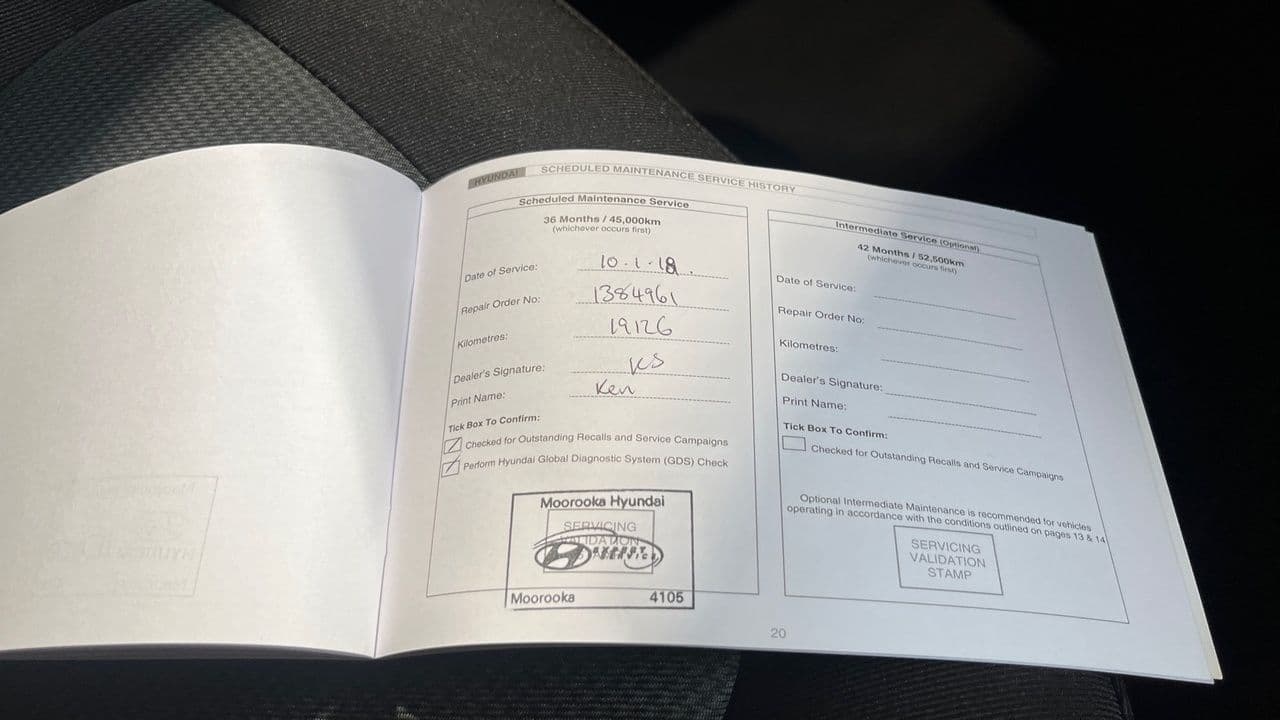 HYUNDAI SCHEDULED MAINTENANCE SERVICE HISTORY
Scheduled Maintenance Service
36 Months / 45,000km
(whichever occurs first)
Date of Service: 10-1-18.
Repair Order No: 1384961
Kilometres: 19126
Dealer's Signature: KS
Print Name: Ken
Tick Box To Confirm:
Checked for Outstanding Recalls and Service Campaigns
Perform Hyundai Global Diagnostic System (GDS) Check
Moorooka Hyundai
SERVICING
VALIDATION
Moorooka 4105
Intermediate Service (Optional)
42 Months / 52,500km
(whichever occurs first)
Date of Service:
Repair Order No:
Kilometres:
Dealer's Signature:
Print Name:
Tick Box To Confirm:
Checked for Outstanding Recalls and Service Campaigns
Optional Intermediate Maintenance is recommended for vehicles
operating in accordance with the conditions outlined on pages 13 & 14
SERVICING
VALIDATION
STAMP
20